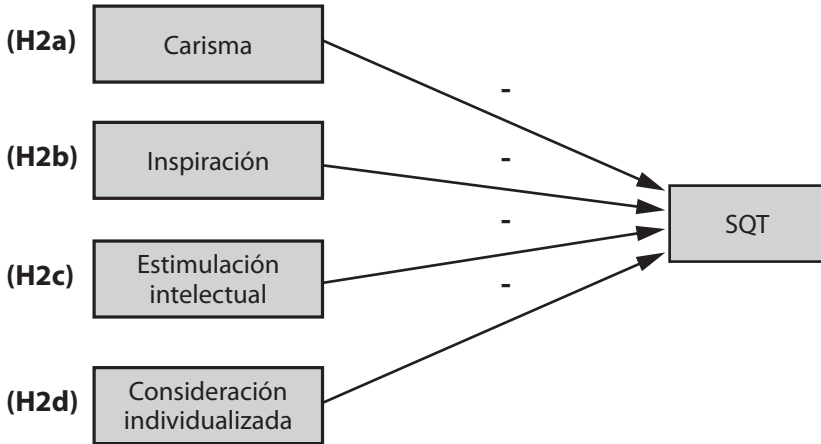 (H2a) Carisma
-
(H2b) Inspiración
-
SQT
-
(H2c) Estimulación
intelectual
-
(H2d) Consideración
individualizada